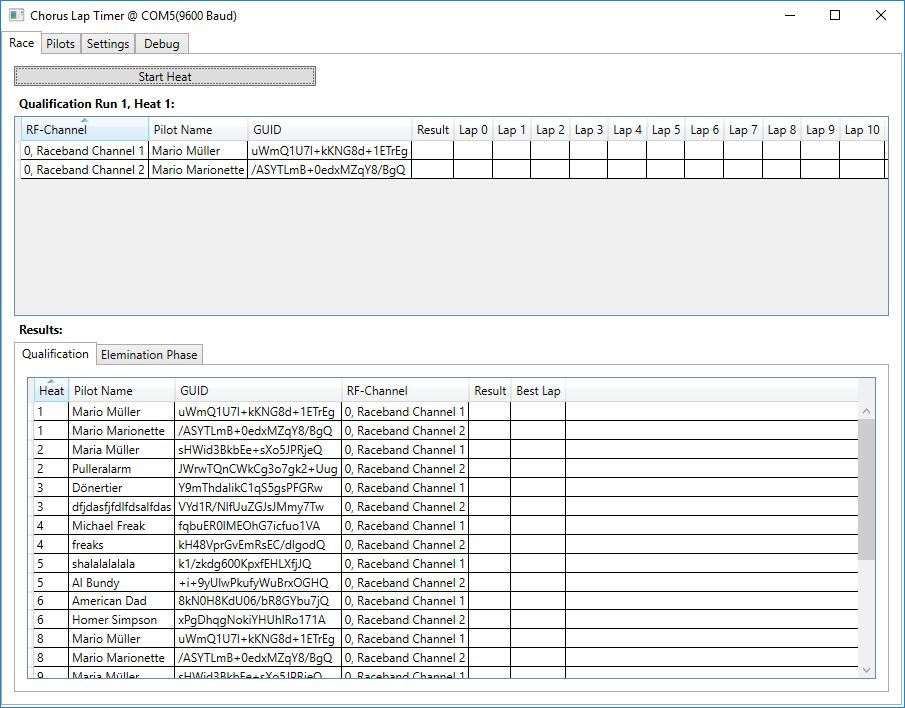 Chorus Lap Timer @ COM5(9600 Baud)
Race Pilots Settings Debug
Start Heat
Qualification Run 1, Heat 1:
RF-Channel Pilot Name GUID Result Lap 0 Lap 1 Lap 2 Lap 3 Lap 4 Lap 5 Lap 6 Lap 7 Lap 8 Lap 9 Lap 10
0, Raceband Channel 1 Mario Müller uWmQ1U7I+kKNG8d+1ETrEg
0, Raceband Channel 2 Mario Marionette /ASYTLmB+0edxMZqY8/BgQ
Results:
Qualification Elemination Phase
Heat Pilot Name GUID RF-Channel Result Best Lap
1 Mario Müller uWmQ1U7I+kKNG8d+1ETrEg 0, Raceband Channel 1
1 Mario Marionette /ASYTLmB+0edxMZqY8/BgQ 0, Raceband Channel 2
2 Maria Müller sHWid3BkbEe+sXo5JPRjeQ 0, Raceband Channel 1
2 Pulleralarm JWrwTQnCWkCg3o7gk2+Uug 0, Raceband Channel 2
3 Dönertier Y9mThdalikC1qS5gsPFGRw 0, Raceband Channel 1
3 dfjdasfjfdlfdsalfdas VYd1R/NlfUuZGJsJMmy7Tw 0, Raceband Channel 2
4 Michael Freak fqbuER0IMEOhG7icfuo1VA 0, Raceband Channel 1
4 freaks kH48VprGvEmRsEC/dlgodQ 0, Raceband Channel 2
5 shalalalalala k1/zkdg600KpxfEHLXfjJQ 0, Raceband Channel 1
5 Al Bundy +i+9yUlwPkufyWuBrxOGHQ 0, Raceband Channel 2
6 American Dad 8kN0H8KdU06/bR8GYbu7jQ 0, Raceband Channel 1
6 Homer Simpson xPgDhqgNokiYHUhlRo171A 0, Raceband Channel 2
8 Mario Müller uWmQ1U7I+kKNG8d+1ETrEg 0, Raceband Channel 1
8 Mario Marionette /ASYTLmB+0edxMZqY8/BgQ 0, Raceband Channel 2
9 Maria Müller sHWid3BkbEe+sXo5JPRjeQ 0, Raceband Channel 1